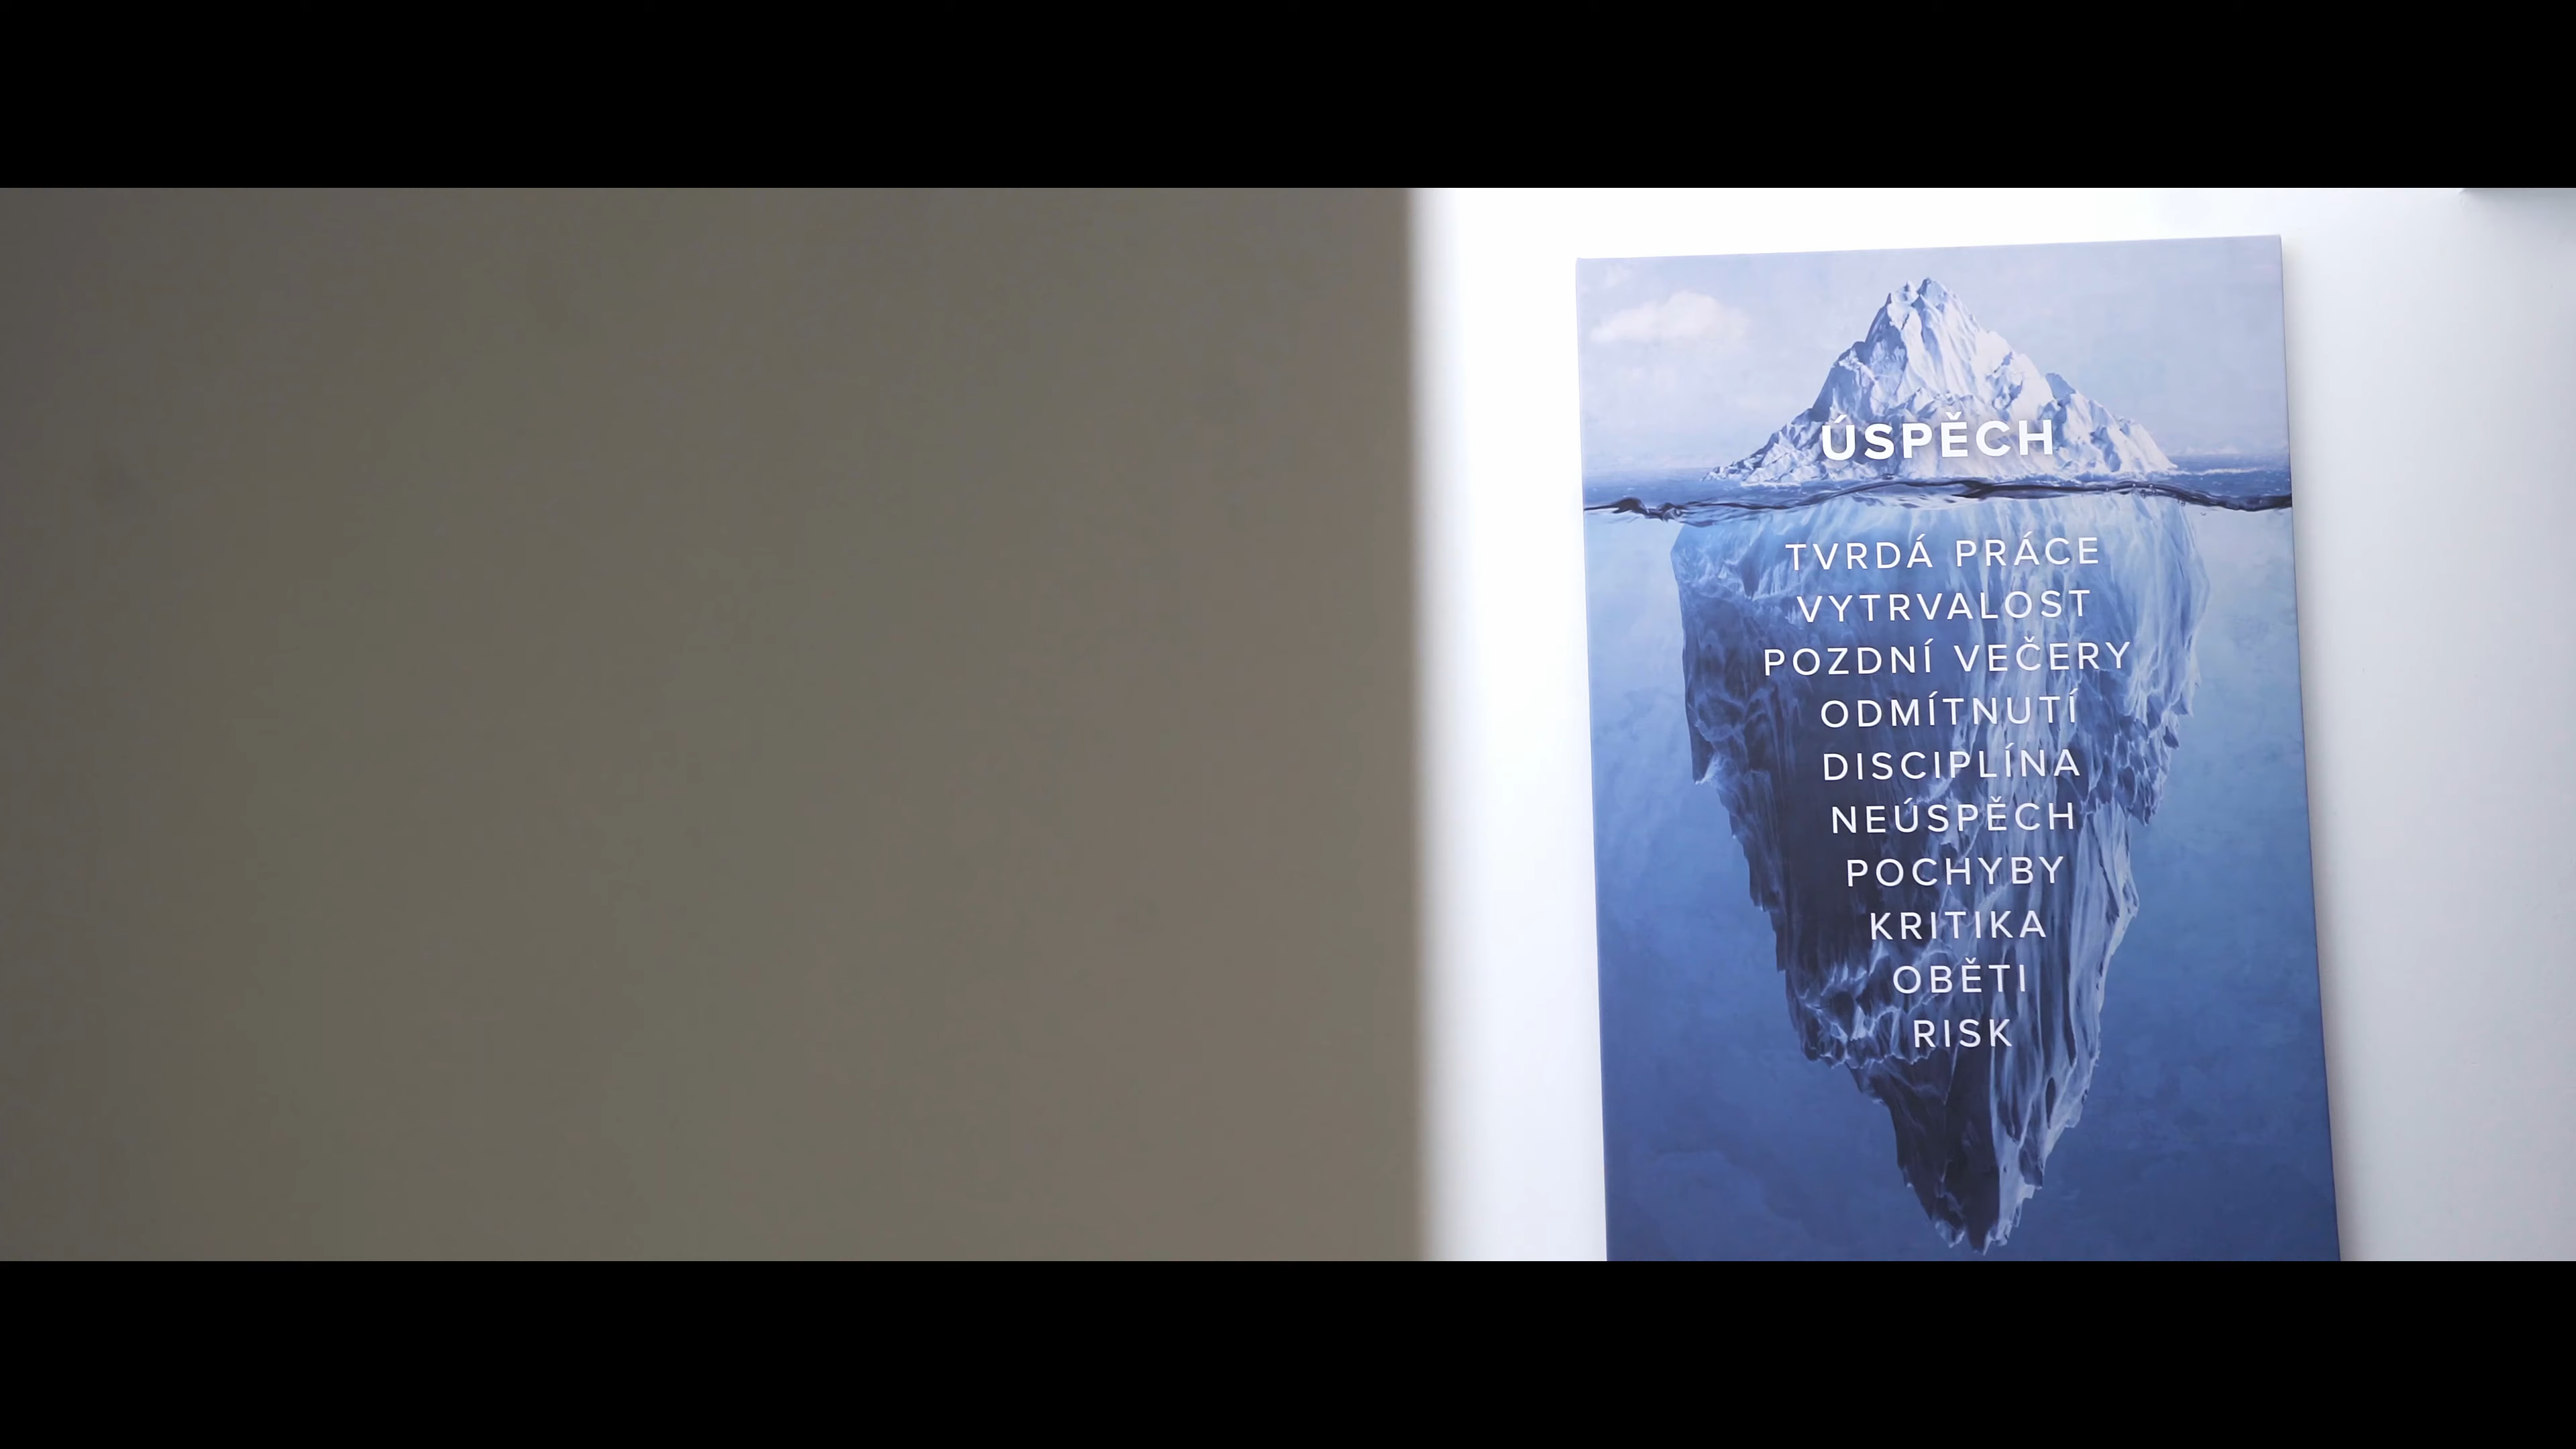 ÚSPĚCH
TVRDÁ PRÁCE
VYTRVALOST
POZDNÍ VEČERY
ODMÍTNUTÍ
DISCIPLÍNA
NEÚSPĚCH
POCHYBY
KRITIKA
OBĚTI
RISK